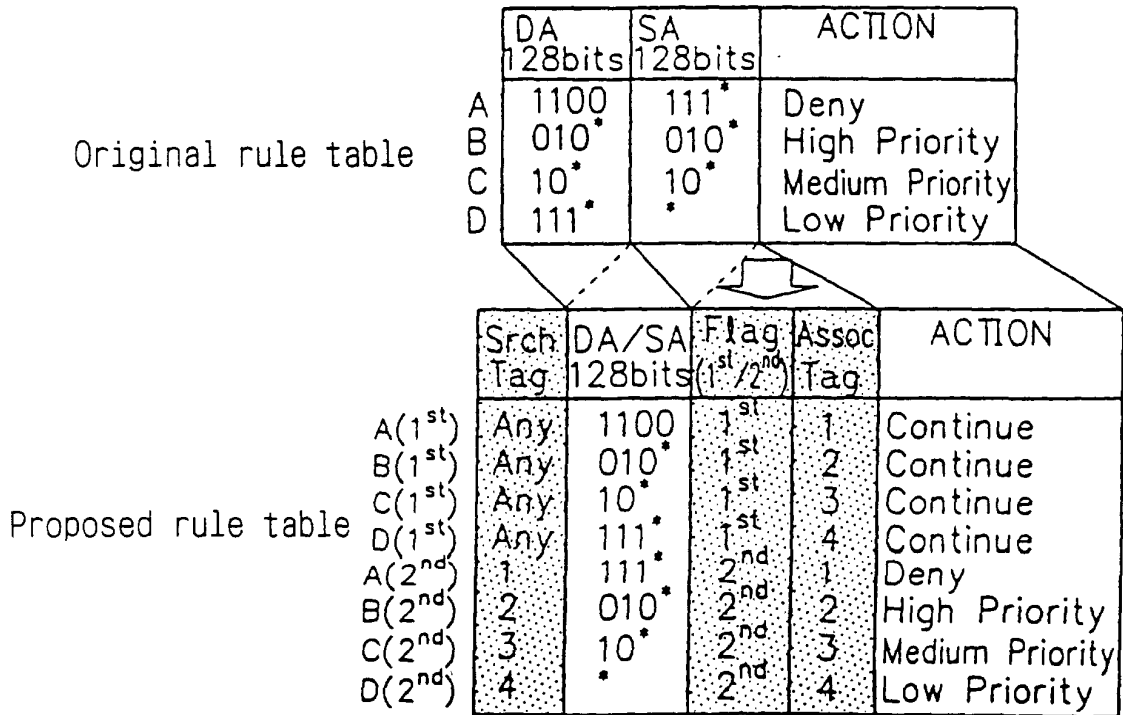 DA SA ACTION
128bits 128bits
A 1100 111* Deny
Original rule table B 010* 010* High Priority
C 10* 10* Medium Priority
D 111* * Low Priority
Srch DA/SA Flag Assoc ACTION
Tag 128bits (1st/2nd) Tag
A(1st) Any 1100 1st 1 Continue
B(1st) Any 010* 1st 2 Continue
C(1st) Any 10* 1st 3 Continue
Proposed rule table D(1st) Any 111* 1st 4 Continue
A(2nd) 1 111* 2nd 1 Deny
B(2nd) 2 010* 2nd 2 High Priority
C(2nd) 3 10* 2nd 3 Medium Priority
D(2nd) 4 * 2nd 4 Low Priority